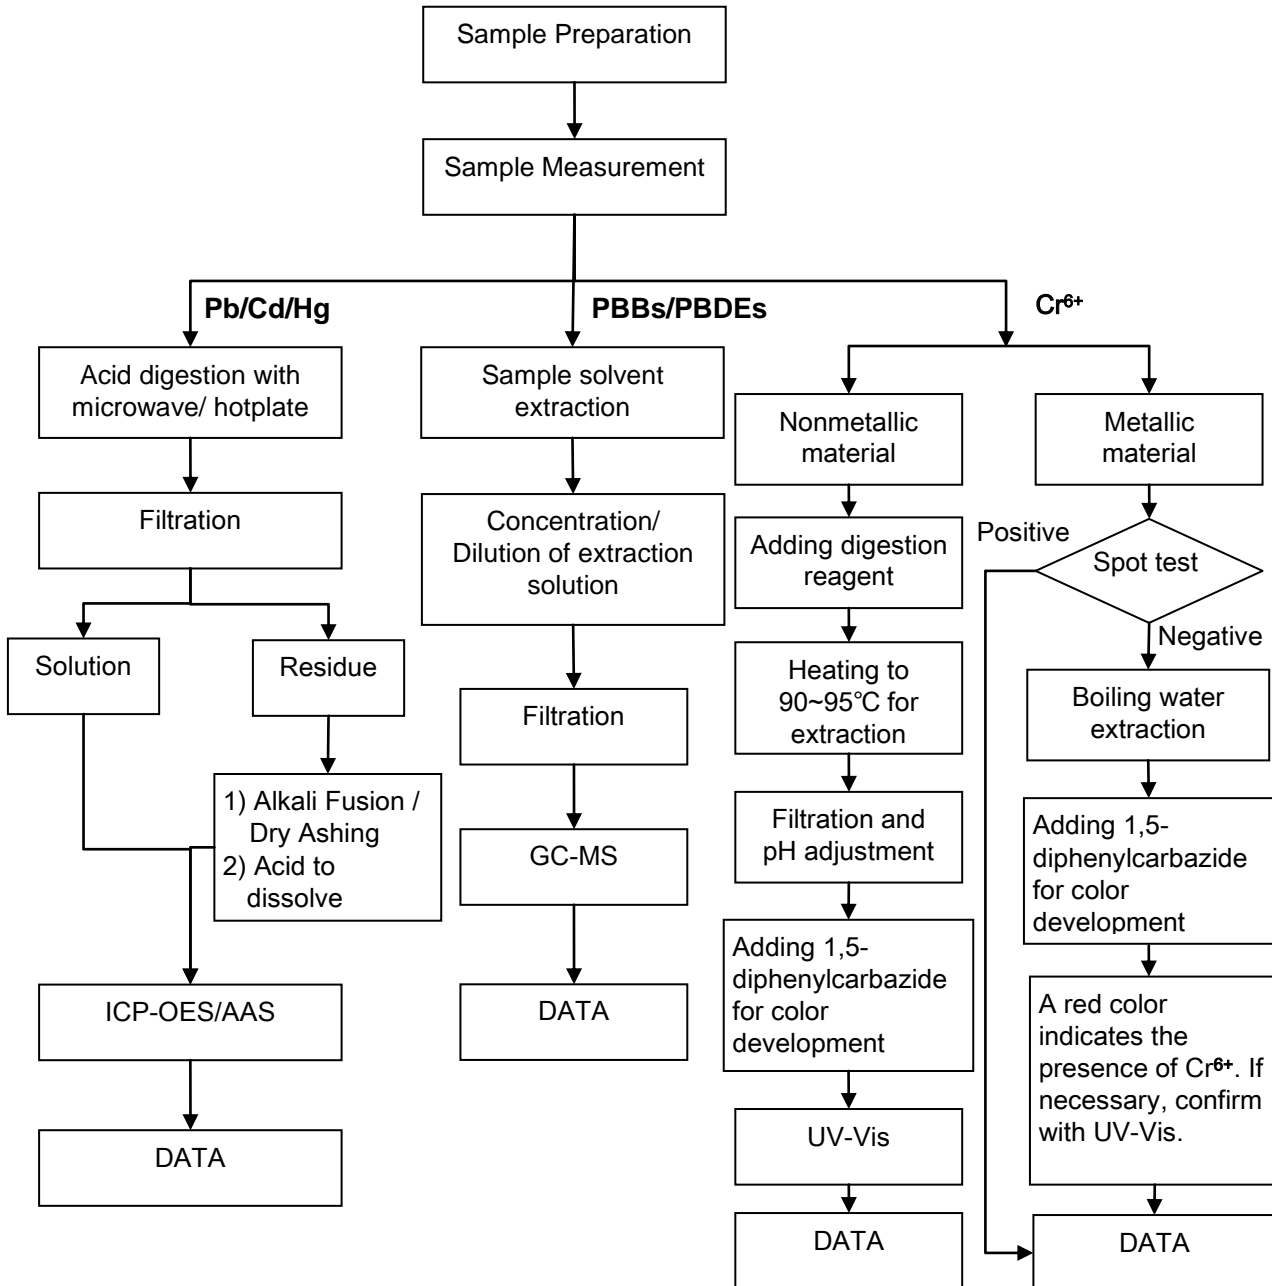 Sample Preparation
Sample Measurement
Pb/Cd/Hg
PBBs/PBDEs
Cr⁶⁺
Acid digestion with
microwave/ hotplate
Filtration
Solution
Residue
1) Alkali Fusion /
Dry Ashing
2) Acid to
dissolve
ICP-OES/AAS
DATA
Sample solvent
extraction
Concentration/
Dilution of extraction
solution
Filtration
GC-MS
DATA
Nonmetallic
material
Adding digestion
reagent
Heating to
90~95℃ for
extraction
Filtration and
pH adjustment
Adding 1,5-
diphenylcarbazide
for color
development
UV-Vis
DATA
Metallic
material
Spot test
Positive
Negative
Boiling water
extraction
Adding 1,5-
diphenylcarbazide
for color
development
A red color
indicates the
presence of Cr⁶⁺. If
necessary, confirm
with UV-Vis.
DATA